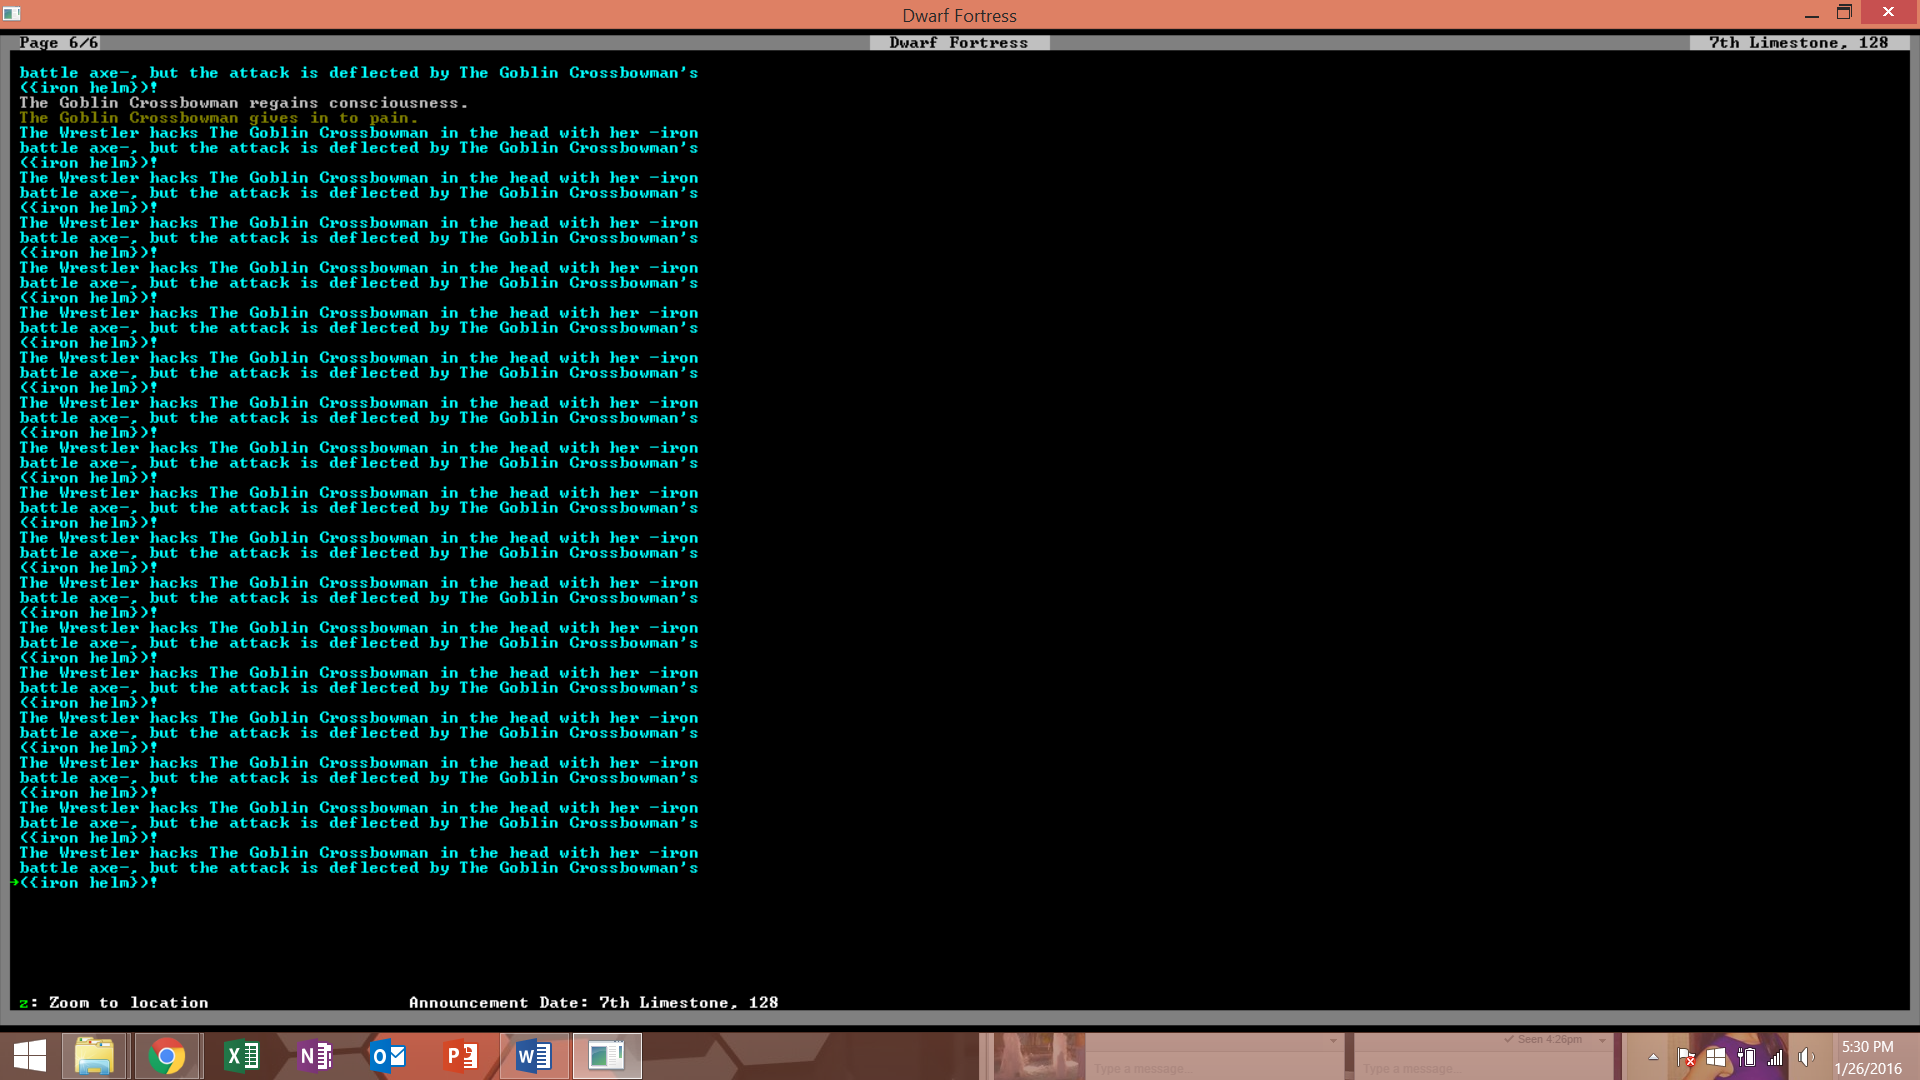 Dwarf Fortress
Page 6/6
Dwarf Fortress
7th Limestone, 128
battle axe-, but the attack is deflected by The Goblin Crossbowman's
({iron helm})!
The Goblin Crossbowman regains consciousness.
The Goblin Crossbowman gives in to pain.
The Wrestler hacks The Goblin Crossbowman in the head with her -iron
battle axe-, but the attack is deflected by The Goblin Crossbowman's
({iron helm})!
The Wrestler hacks The Goblin Crossbowman in the head with her -iron
battle axe-, but the attack is deflected by The Goblin Crossbowman's
({iron helm})!
The Wrestler hacks The Goblin Crossbowman in the head with her -iron
battle axe-, but the attack is deflected by The Goblin Crossbowman's
({iron helm})!
The Wrestler hacks The Goblin Crossbowman in the head with her -iron
battle axe-, but the attack is deflected by The Goblin Crossbowman's
({iron helm})!
The Wrestler hacks The Goblin Crossbowman in the head with her -iron
battle axe-, but the attack is deflected by The Goblin Crossbowman's
({iron helm})!
The Wrestler hacks The Goblin Crossbowman in the head with her -iron
battle axe-, but the attack is deflected by The Goblin Crossbowman's
({iron helm})!
The Wrestler hacks The Goblin Crossbowman in the head with her -iron
battle axe-, but the attack is deflected by The Goblin Crossbowman's
({iron helm})!
The Wrestler hacks The Goblin Crossbowman in the head with her -iron
battle axe-, but the attack is deflected by The Goblin Crossbowman's
({iron helm})!
The Wrestler hacks The Goblin Crossbowman in the head with her -iron
battle axe-, but the attack is deflected by The Goblin Crossbowman's
({iron helm})!
The Wrestler hacks The Goblin Crossbowman in the head with her -iron
battle axe-, but the attack is deflected by The Goblin Crossbowman's
({iron helm})!
The Wrestler hacks The Goblin Crossbowman in the head with her -iron
battle axe-, but the attack is deflected by The Goblin Crossbowman's
({iron helm})!
The Wrestler hacks The Goblin Crossbowman in the head with her -iron
battle axe-, but the attack is deflected by The Goblin Crossbowman's
({iron helm})!
The Wrestler hacks The Goblin Crossbowman in the head with her -iron
battle axe-, but the attack is deflected by The Goblin Crossbowman's
({iron helm})!
The Wrestler hacks The Goblin Crossbowman in the head with her -iron
battle axe-, but the attack is deflected by The Goblin Crossbowman's
({iron helm})!
The Wrestler hacks The Goblin Crossbowman in the head with her -iron
battle axe-, but the attack is deflected by The Goblin Crossbowman's
({iron helm})!
The Wrestler hacks The Goblin Crossbowman in the head with her -iron
battle axe-, but the attack is deflected by The Goblin Crossbowman's
({iron helm})!
The Wrestler hacks The Goblin Crossbowman in the head with her -iron
battle axe-, but the attack is deflected by The Goblin Crossbowman's
({iron helm})!
z: Zoom to location
Announcement Date: 7th Limestone, 128
Seen 4:26pm
Type a message...
Type a message...
5:30 PM
1/26/2016